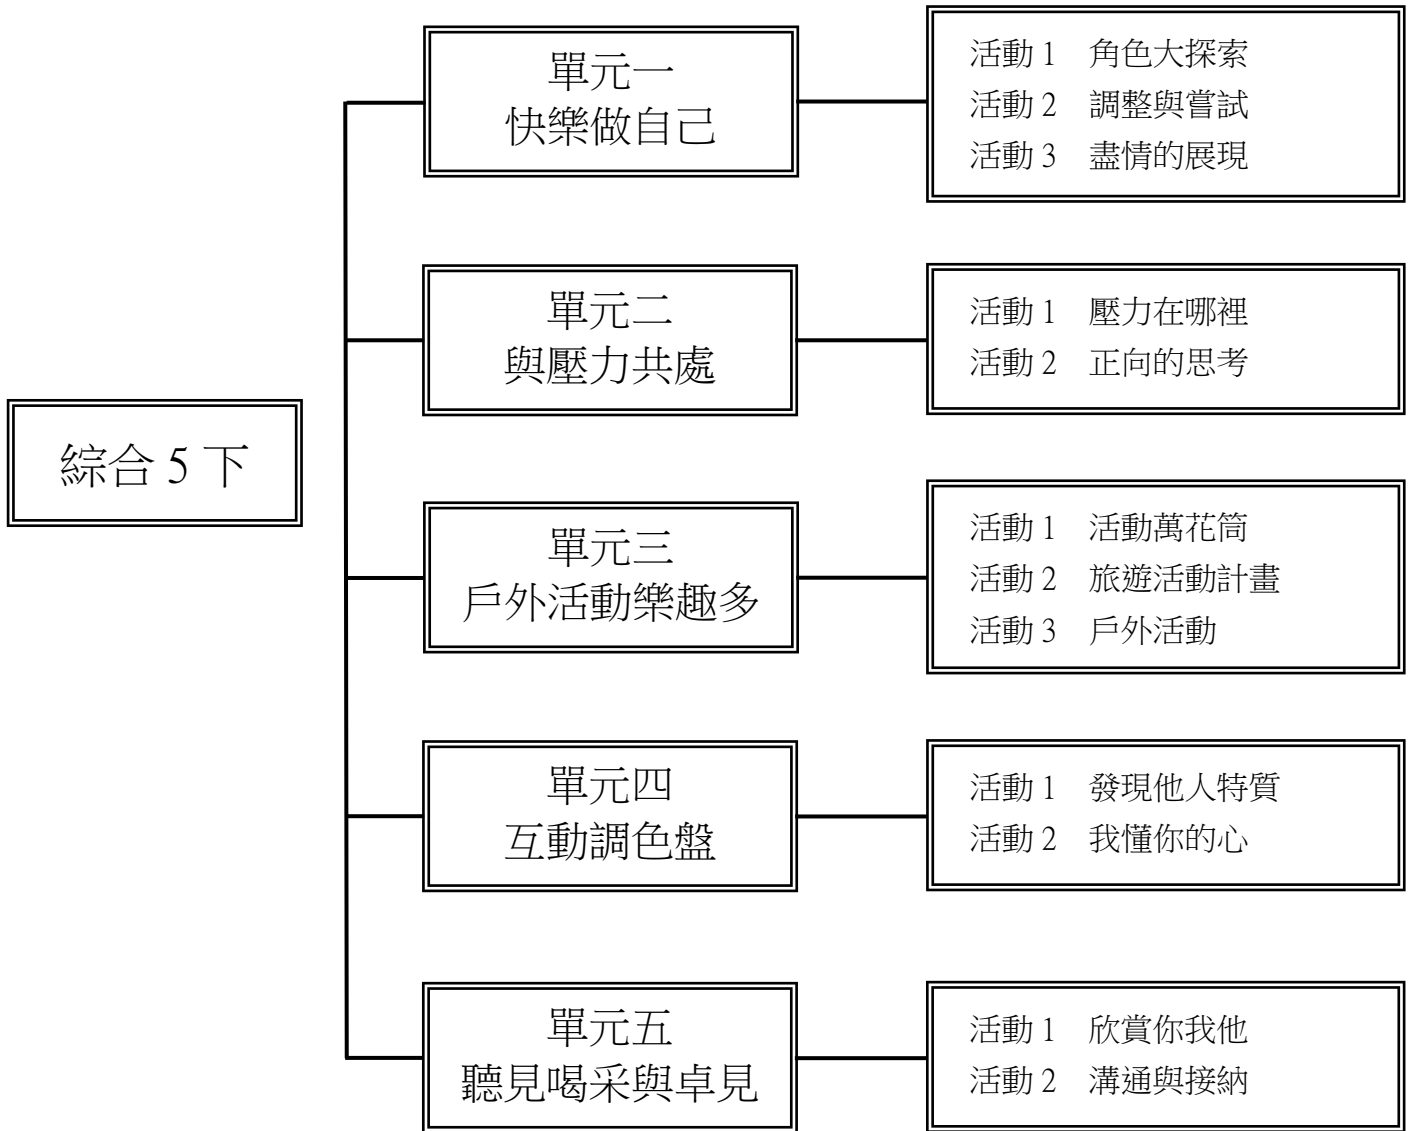 綜合 5 下
單元一
快樂做自己
活動 1 角色大探索
活動 2 調整與嘗試
活動 3 盡情的展現
單元二
與壓力共處
活動 1 壓力在哪裡
活動 2 正向的思考
單元三
戶外活動樂趣多
活動 1 活動萬花筒
活動 2 旅遊活動計畫
活動 3 戶外活動
單元四
互動調色盤
活動 1 發現他人特質
活動 2 我懂你的心
單元五
聽見喝采與卓見
活動 1 欣賞你我他
活動 2 溝通與接納